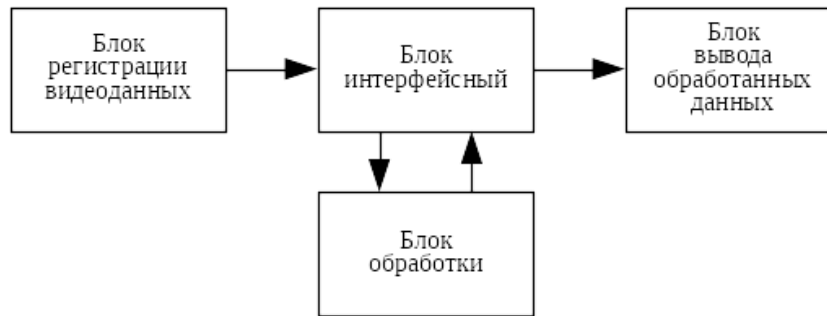 Блок
регистрации
видеоданных
Блок
интерфейсный
Блок
вывода
обработанных
данных
Блок
обработки